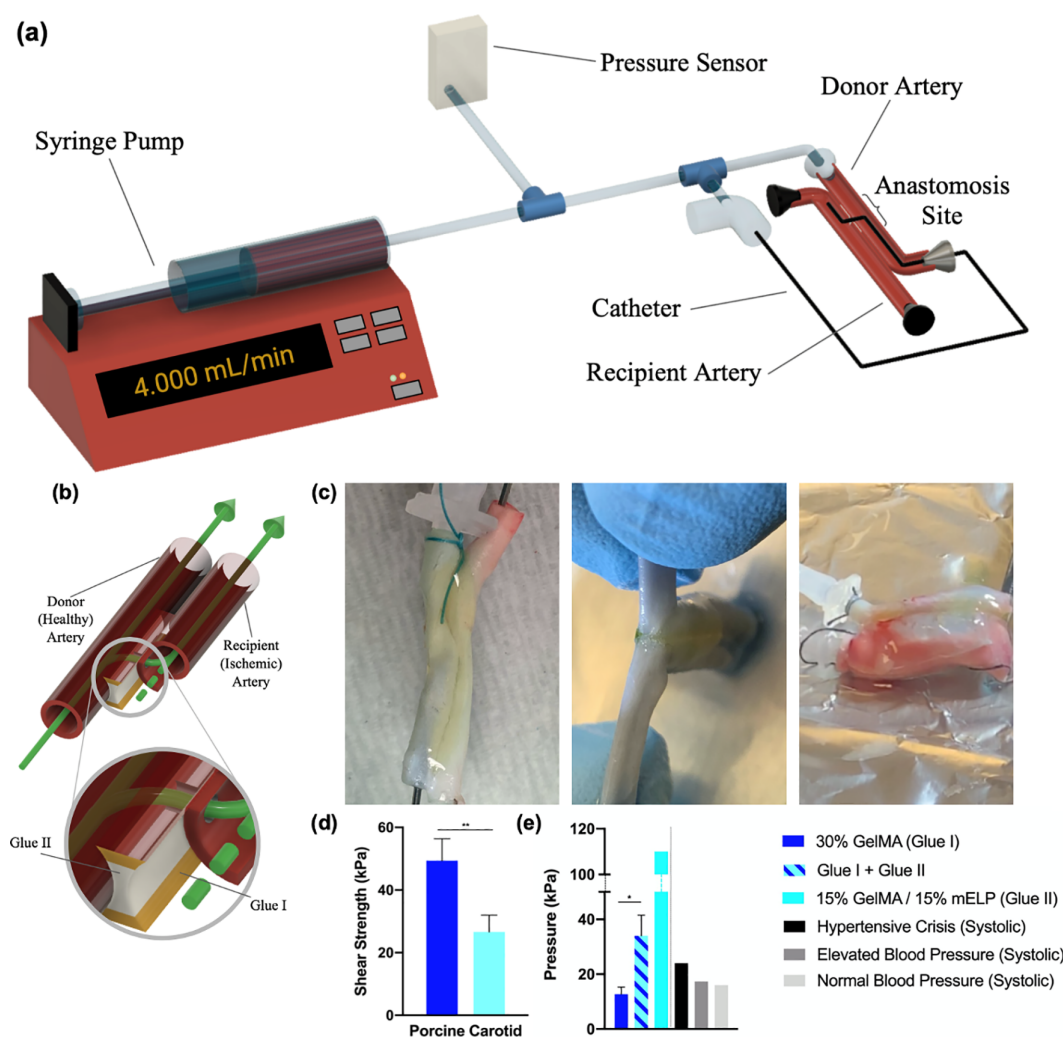 (a)
Pressure Sensor
Donor Artery
Syringe Pump
Anastomosis
Site
Catheter
Recipient Artery
4.000 mL/min
(b)
(c)
Donor
(Healthy)
Artery
Recipient
(Ischemic)
Artery
Glue II
Glue I
(d)
Shear Strength (kPa)
60
40
20
0
**
Porcine Carotid
(e)
Pressure (kPa)
120
100
40
20
0
*
30% GelMA (Glue I)
Glue I + Glue II
15% GelMA / 15% mELP (Glue II)
Hypertensive Crisis (Systolic)
Elevated Blood Pressure (Systolic)
Normal Blood Pressure (Systolic)